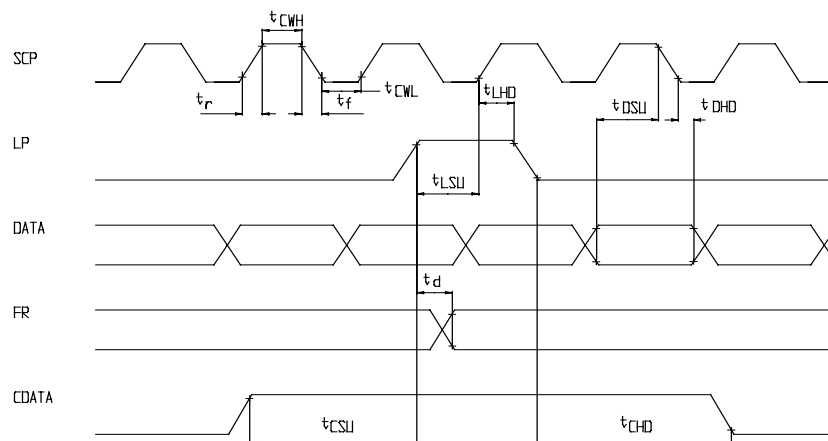 tCWH
SCP
tr
tf
tCWL
tLHD
tDSU
tDHD
LP
tLSU
DATA
td
FR
CDATA
tCSU
tCHD